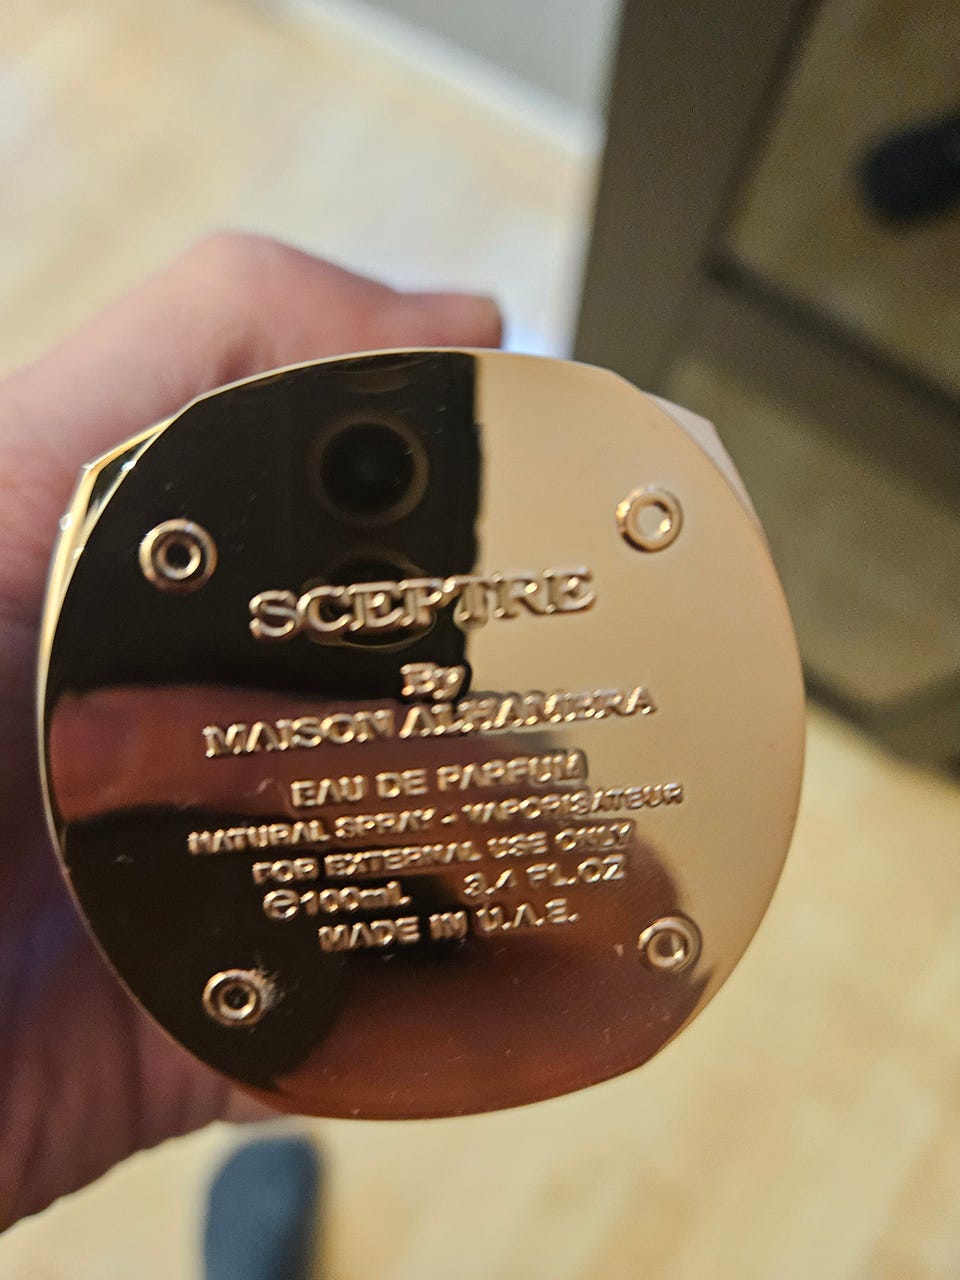 SCEPTRE
By
MAISON ALHAMBRA
EAU DE PARFUM
NATURAL SPRAY - VAPORISATEUR
FOR EXTERNAL USE ONLY
℮100mL 3.4 FL.OZ
MADE IN U.A.E.